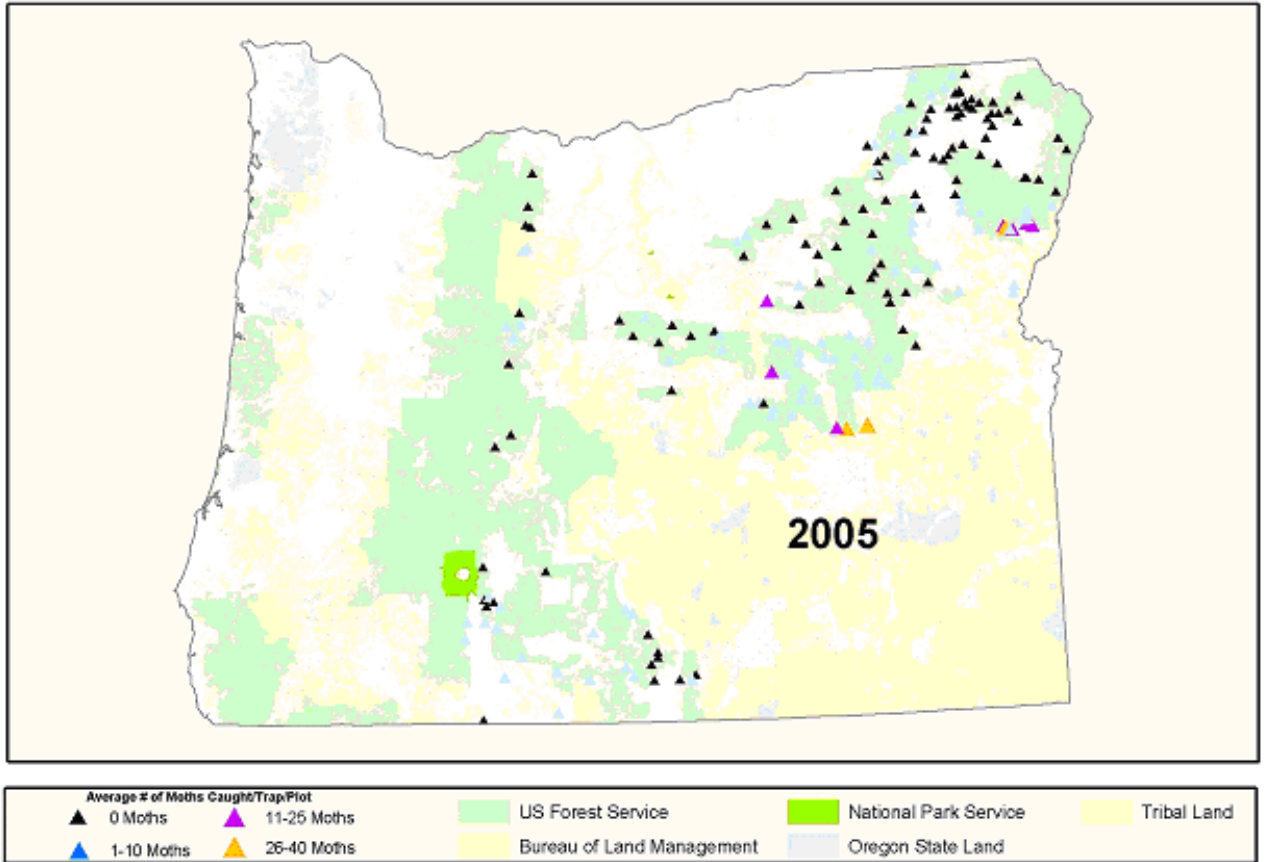 2005
Average # of Moths Caught/Trap/Plot
0 Moths
11-25 Moths
US Forest Service
National Park Service
Tribal Land
1-10 Moths
26-40 Moths
Bureau of Land Management
Oregon State Land